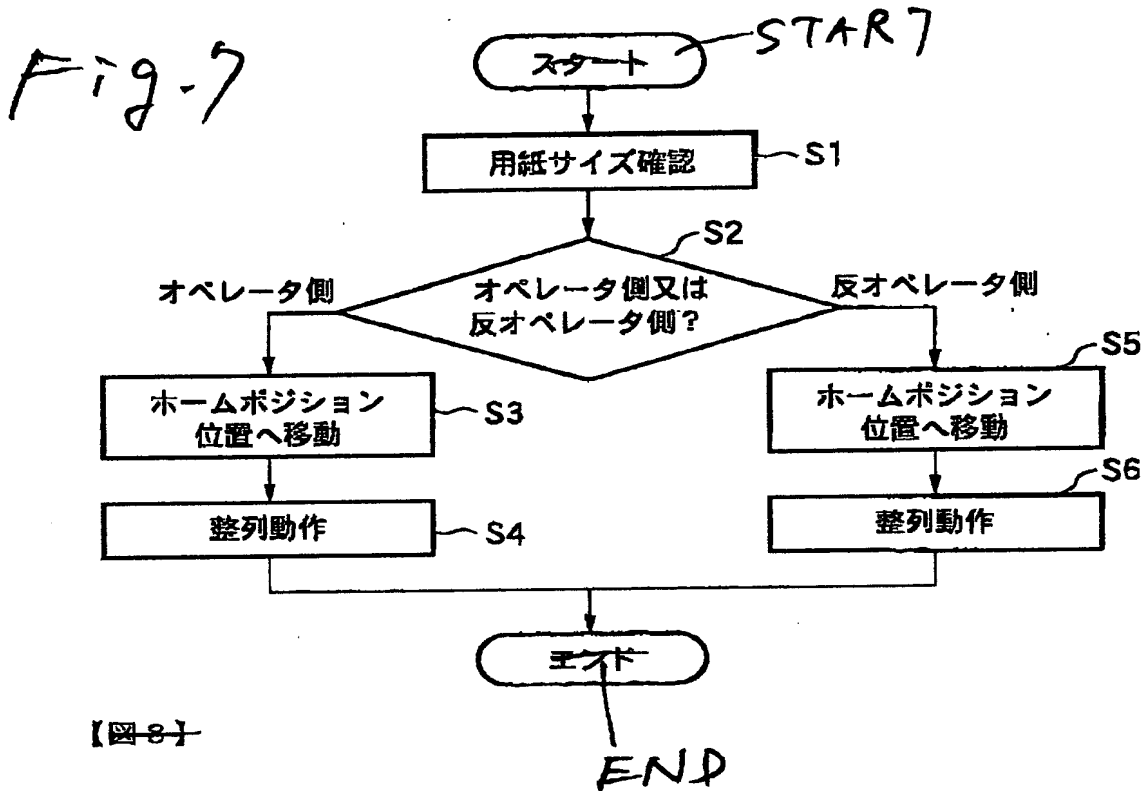 Fig.7
スタート
START
用紙サイズ確認
S1
S2
オペレータ側
オペレータ側又は
反オペレータ側?
反オペレータ側
ホームポジション
位置へ移動
S3
S5
ホームポジション
位置へ移動
整列動作
S4
S6
整列動作
エンド
END
【図8】